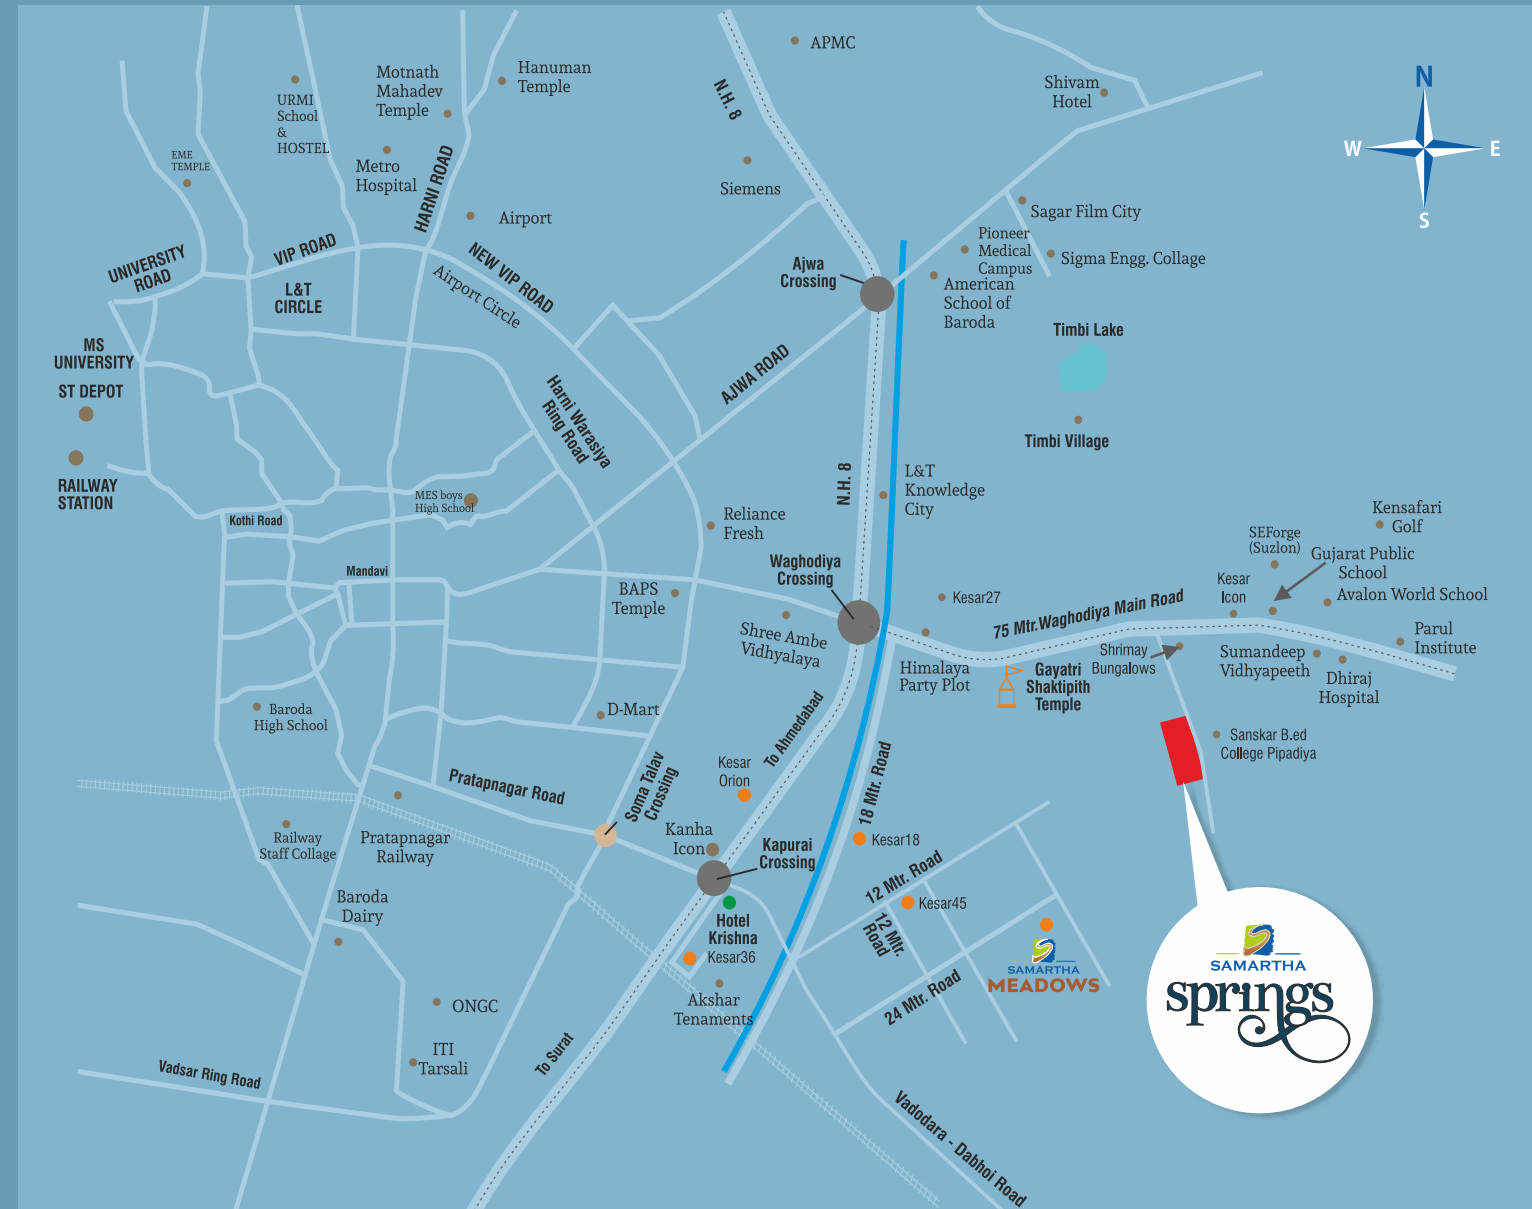 APMC
Motnath
Mahadev
Temple
Hanuman
Temple
URMI
School
&
HOSTEL
N.H. 8
Shivam
Hotel
N
W
E
S
EME
TEMPLE
Metro
Hospital
HARNI ROAD
Siemens
Airport
Sagar Film City
Pioneer
Medical
Campus
Sigma Engg. Collage
UNIVERSITY
ROAD
VIP ROAD
NEW VIP ROAD
Airport Circle
L&T
CIRCLE
Ajwa
Crossing
American
School of
Baroda
Timbi Lake
MS
UNIVERSITY
ST DEPOT
AJWA ROAD
Harni Warasiya
Ring Road
Timbi Village
RAILWAY
STATION
MES boys
High School
N.H. 8
L&T
Knowledge
City
Kothi Road
Reliance
Fresh
Kensafari
Golf
SEForge
(Suzlon)
Gujarat Public
School
Mandavi
Waghodiya
Crossing
Kesar
Icon
Avalon World School
BAPS
Temple
Kesar27
75 Mtr.Waghodiya Main Road
Shree Ambe
Vidhyalaya
Parul
Institute
Himalaya
Party Plot
Gayatri
Shaktipith
Temple
Shrimay
Bungalows
Sumandeep
Vidhyapeeth
Dhiraj
Hospital
Baroda
High School
D-Mart
To Ahmedabad
Sanskar B.ed
College Pipadiya
Pratapnagar Road
Soma Talav
Crossing
Kesar
Orion
18 Mtr. Road
Railway
Staff Collage
Pratapnagar
Railway
Kanha
Icon
Kapurai
Crossing
Kesar18
12 Mtr. Road
Baroda
Dairy
Hotel
Krishna
Kesar45
12 Mtr.
Road
Kesar36
SAMARTHA
MEADOWS
SAMARTHA
springs
Akshar
Tenaments
24 Mtr. Road
ONGC
ITI
Tarsali
To Surat
Vadsar Ring Road
Vadodara - Dabhoi Road